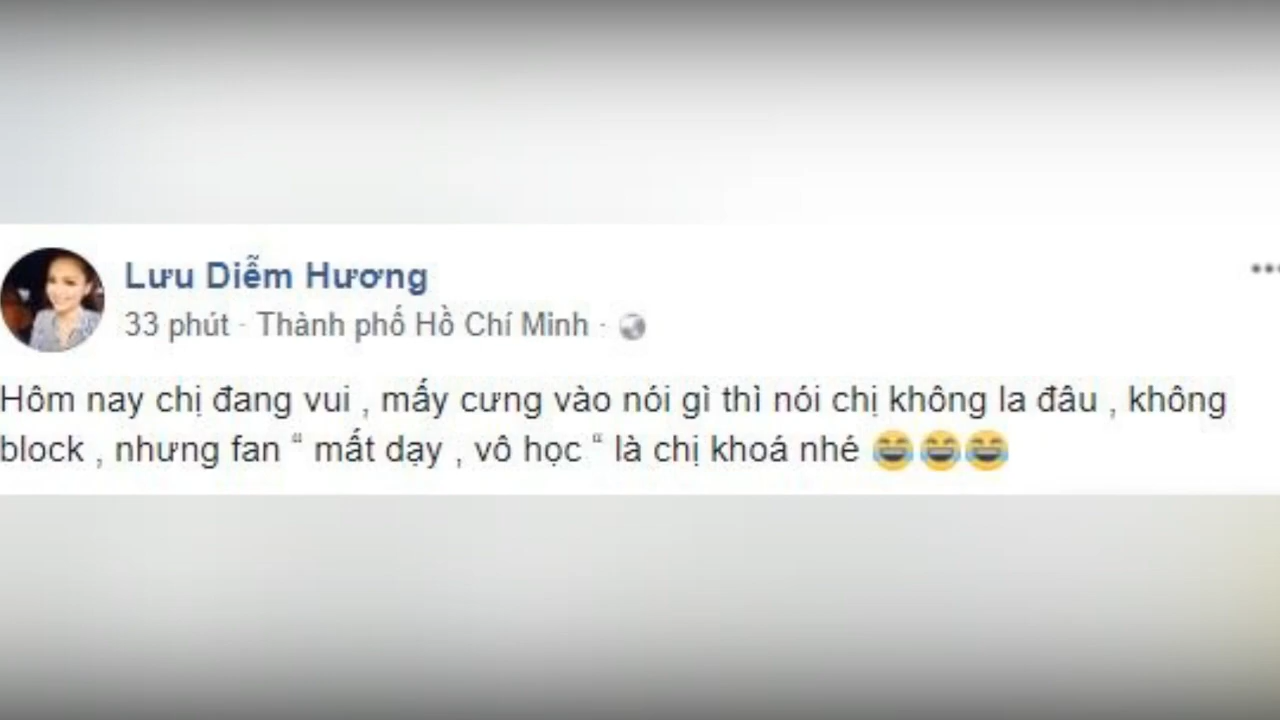 Lưu Diễm Hương
33 phút · Thành phố Hồ Chí Minh ·
Hôm nay chị đang vui , mấy cưng vào nói gì thì nói chị không la đâu , không
block , nhưng fan “ mất dạy , vô học “ là chị khoá nhé 😂😂😂